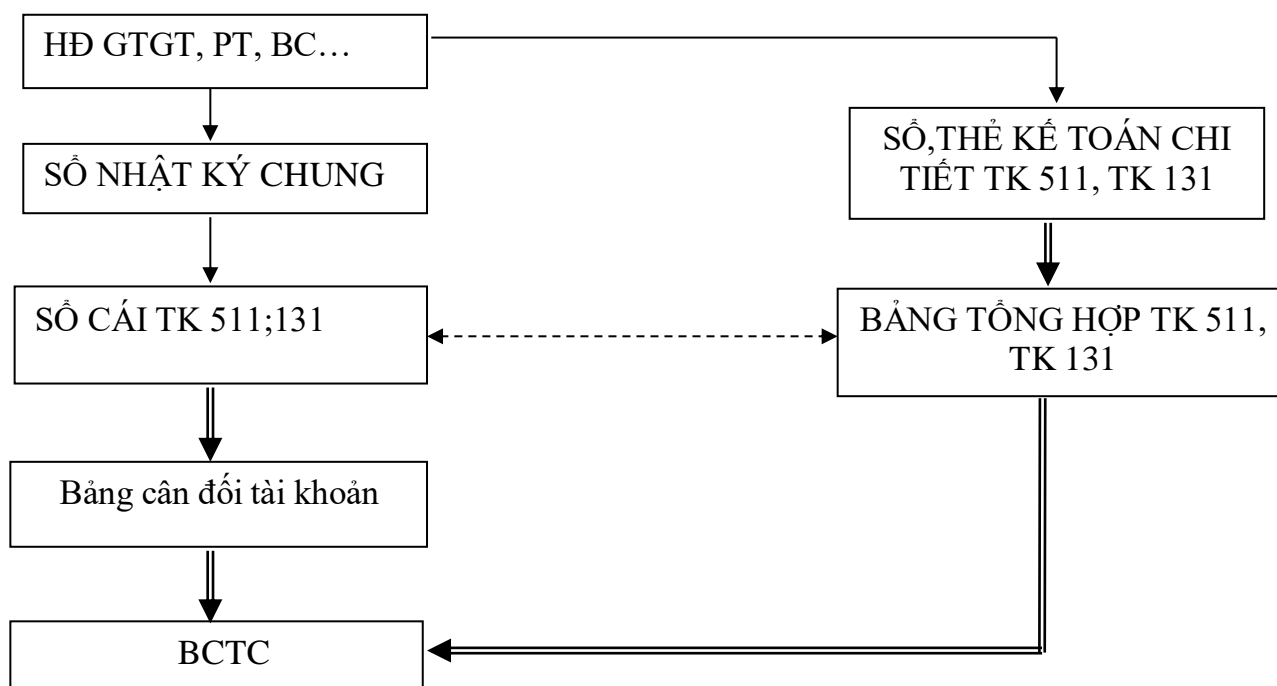 HĐ GTGT, PT, BC…
SỔ,THẺ KẾ TOÁN CHI
TIẾT TK 511, TK 131
SỔ NHẬT KÝ CHUNG
SỔ CÁI TK 511;131
BẢNG TỔNG HỢP TK 511,
TK 131
Bảng cân đối tài khoản
BCTC